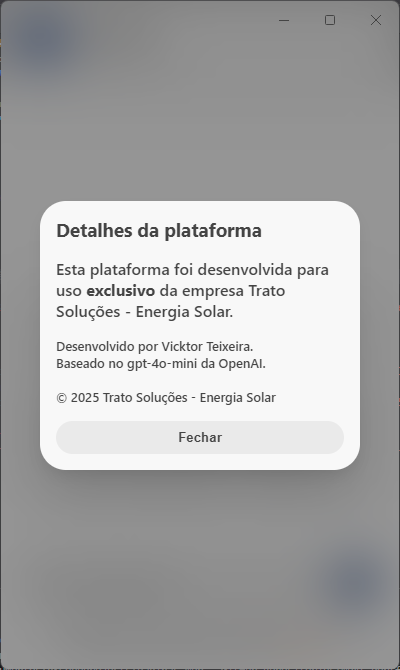 Detalhes da plataforma
Esta plataforma foi desenvolvida para
uso exclusivo da empresa Trato
Soluções - Energia Solar.
Desenvolvido por Vicktor Teixeira.
Baseado no gpt-4o-mini da OpenAI.
© 2025 Trato Soluções - Energia Solar
Fechar